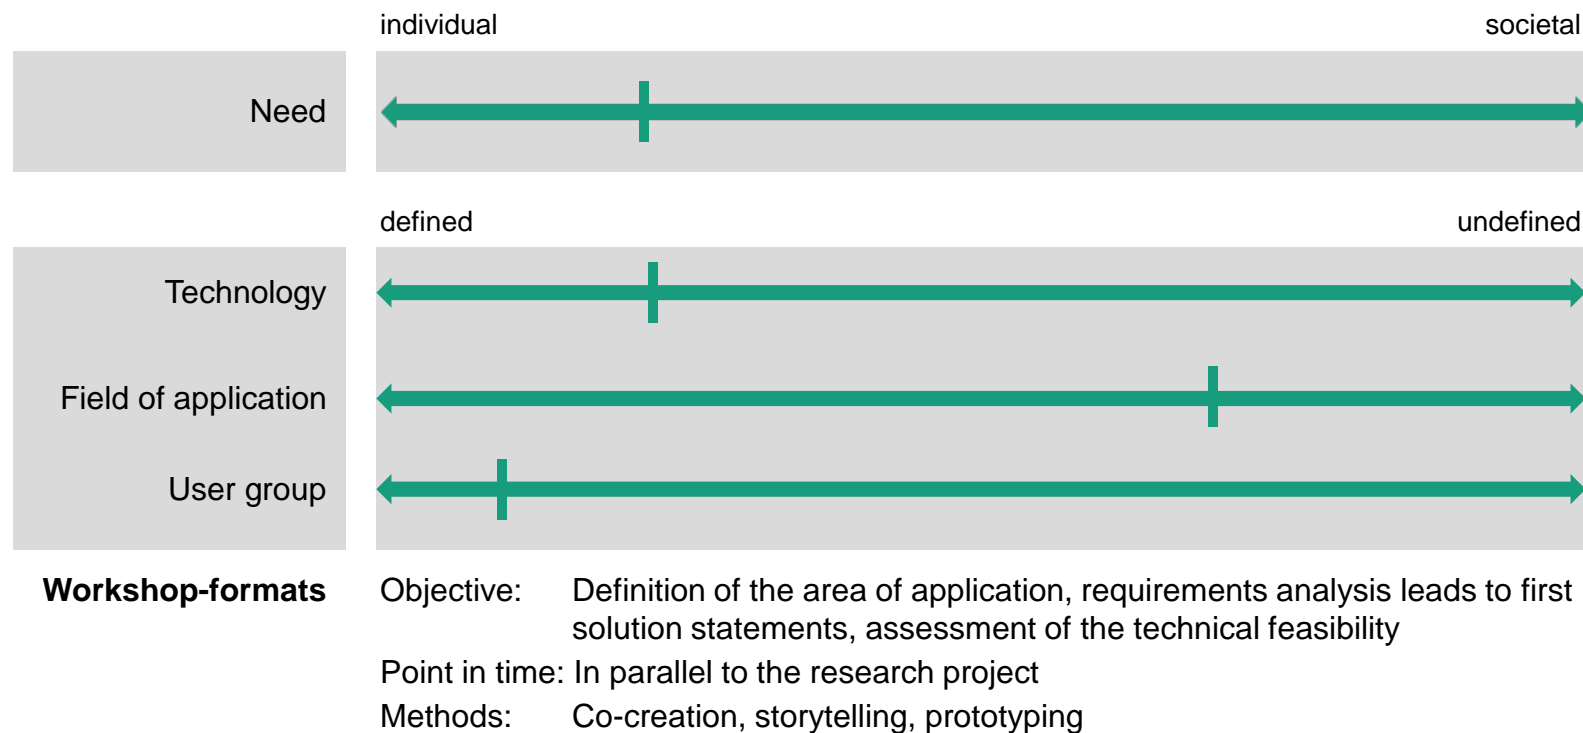 individual societal
Need
defined undefined
Technology
Field of application
User group
Workshop-formats Objective: Definition of the area of application, requirements analysis leads to first
solution statements, assessment of the technical feasibility
Point in time: In parallel to the research project
Methods: Co-creation, storytelling, prototyping